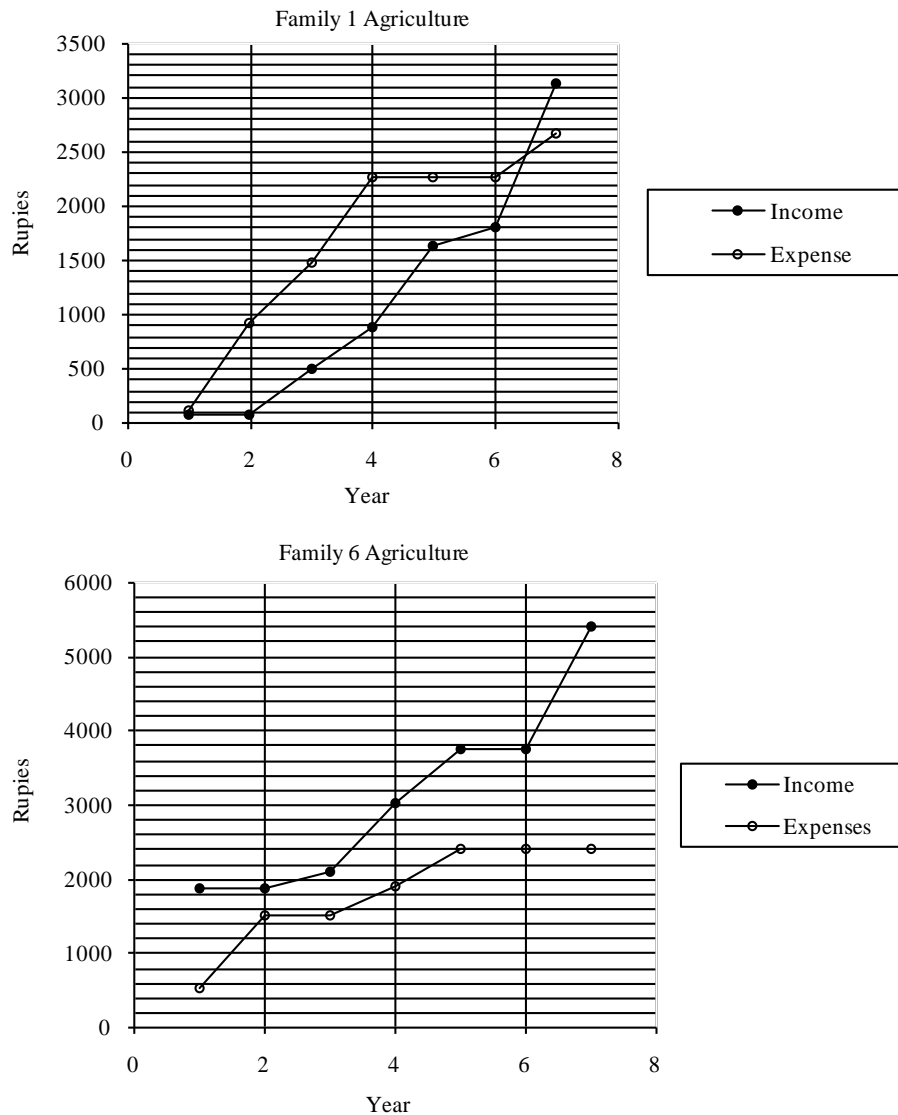 Family 1 Agriculture
3500
3000
2500
2000
1500
1000
500
0
Rupies
0 2 4 6 8
Year
Income
Expense
Family 6 Agriculture
6000
5000
4000
3000
2000
1000
0
Rupies
0 2 4 6 8
Year
Income
Expenses